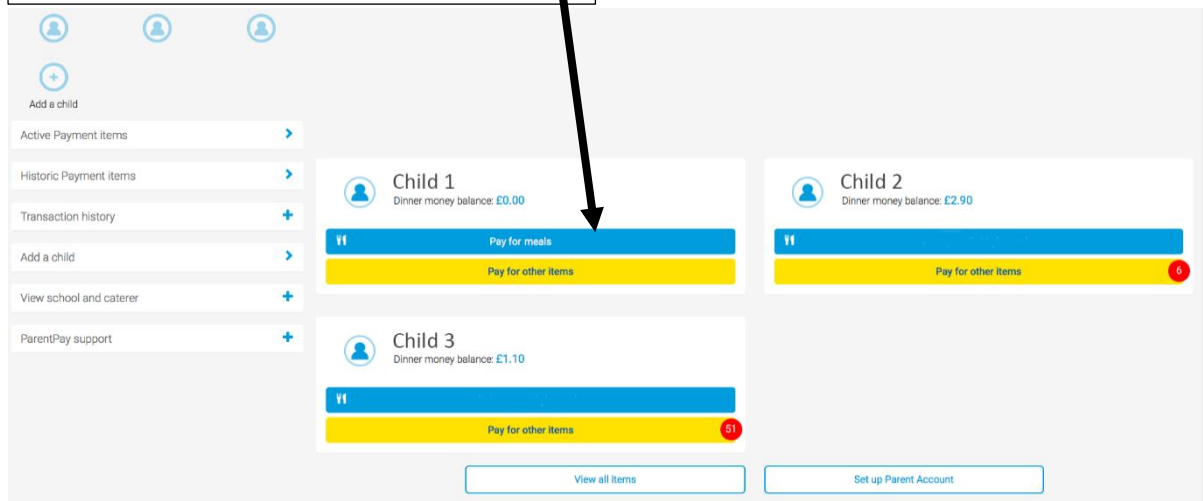 Add a child
Active Payment items
Historic Payment items
Transaction history
Add a child
View school and caterer
ParentPay support
Child 1
Dinner money balance: £0.00
Pay for meals
Pay for other items
Child 2
Dinner money balance: £2.90
Pay for other items
6
Child 3
Dinner money balance: £1.10
Pay for other items
51
View all items
Set up Parent Account